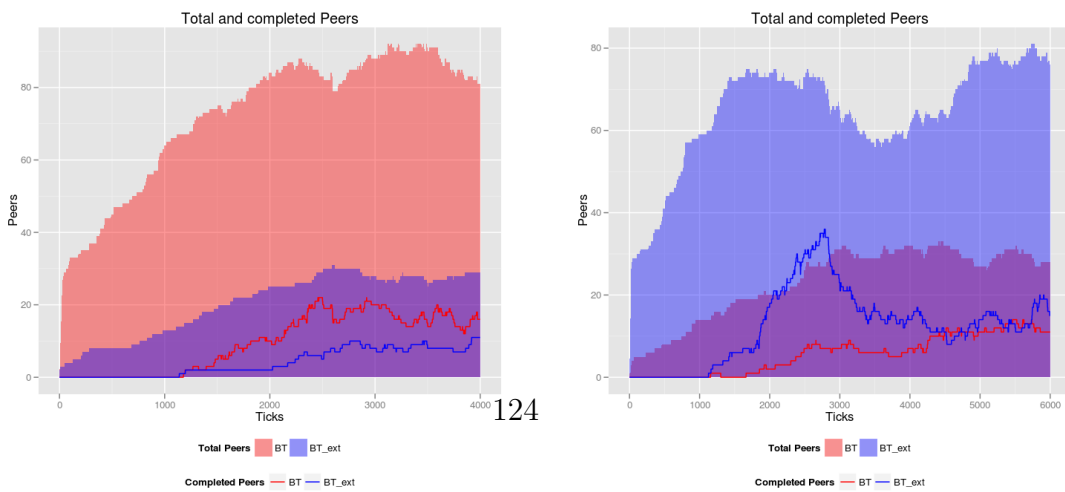 Total and completed Peers
80
60
40
20
0
Peers
0 1000 2000 3000 4000
Ticks
Total Peers BT BT_ext
Completed Peers BT BT_ext
124
Total and completed Peers
80
60
40
20
0
Peers
0 1000 2000 3000 4000 5000 6000
Ticks
Total Peers BT BT_ext
Completed Peers BT BT_ext